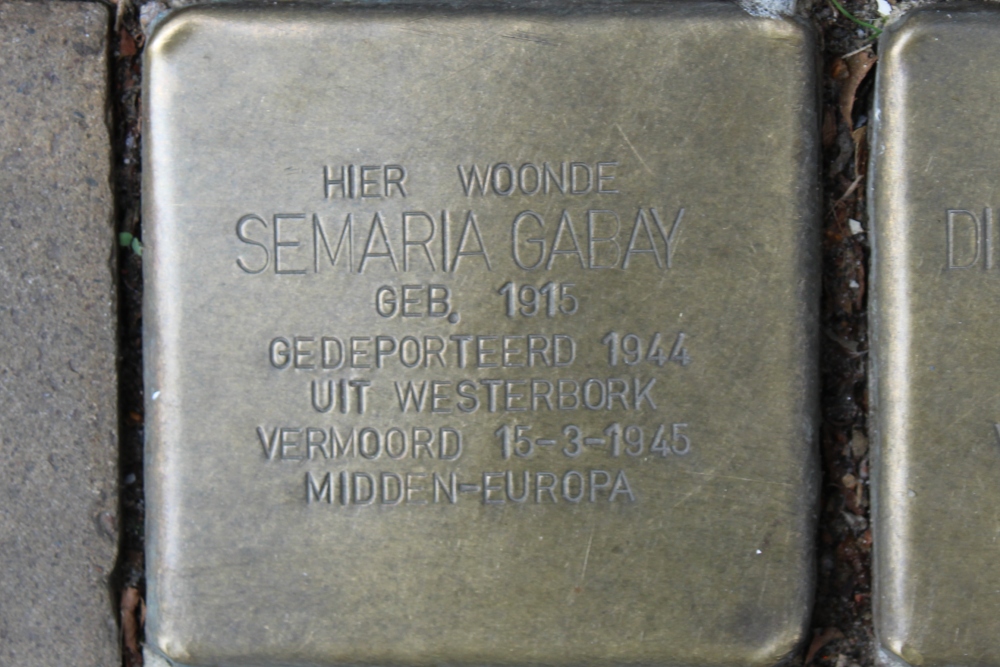 HIER WOONDE
SEMARIA GABAY
GEB. 1915
GEDEPORTEERD 1944
UIT WESTERBORK
VERMOORD 15-3-1945
MIDDEN-EUROPA